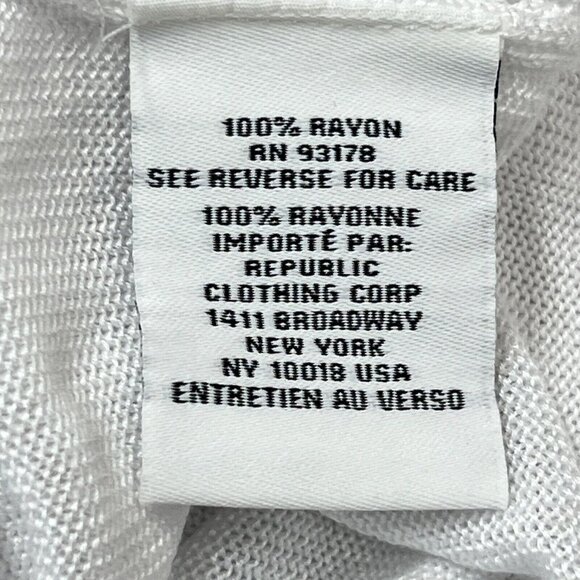 100% RAYON
RN 93178
SEE REVERSE FOR CARE
100% RAYONNE
IMPORTÉ PAR:
REPUBLIC
CLOTHING CORP
1411 BROADWAY
NEW YORK
NY 10018 USA
ENTRETIEN AU VERSO